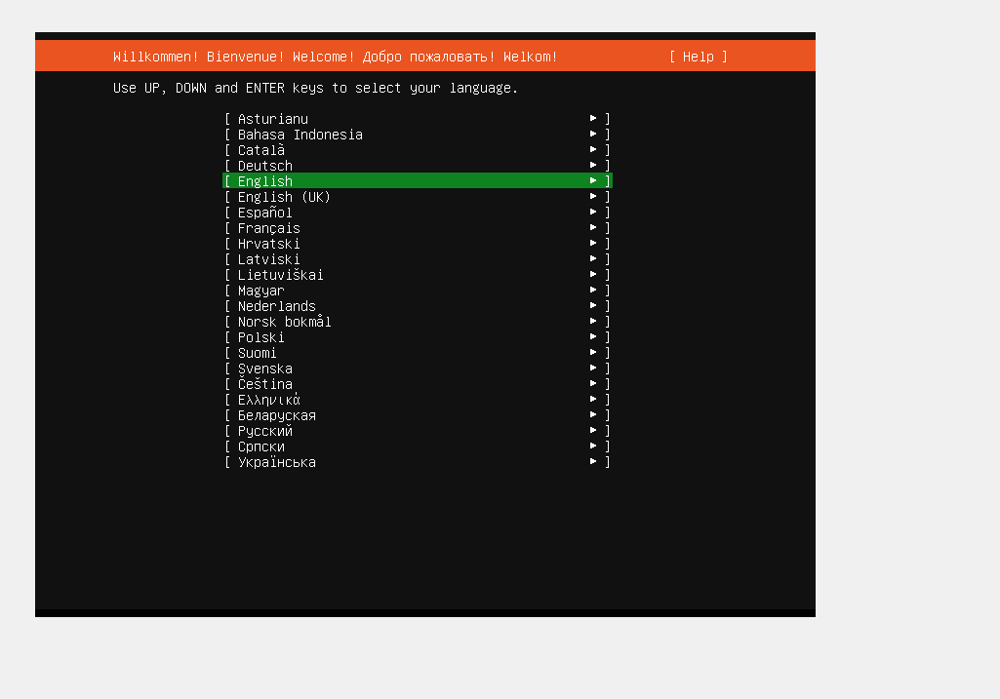 Willkommen! Bienvenue! Welcome! Добро пожаловать! Welkom! [ Help ]
Use UP, DOWN and ENTER keys to select your language.
[ Asturianu ► ]
[ Bahasa Indonesia ► ]
[ Català ► ]
[ Deutsch ► ]
[ English ► ]
[ English (UK) ► ]
[ Español ► ]
[ Français ► ]
[ Hrvatski ► ]
[ Latviski ► ]
[ Lietuviškai ► ]
[ Magyar ► ]
[ Nederlands ► ]
[ Norsk bokmål ► ]
[ Polski ► ]
[ Suomi ► ]
[ Svenska ► ]
[ Čeština ► ]
[ Ελληνικά ► ]
[ Беларуская ► ]
[ Русский ► ]
[ Српски ► ]
[ Українська ► ]